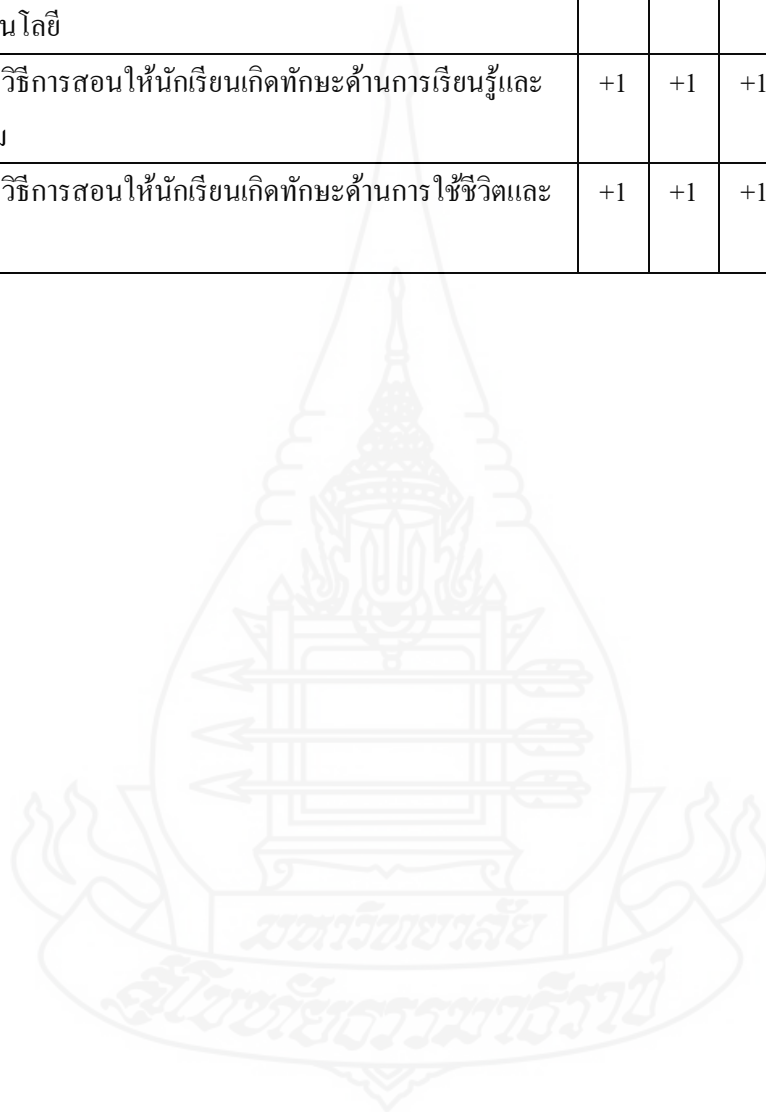 นโลยี
วิธีการสอนให้นักเรียนเกิดทักษะด้านการเรียนรู้และ +1 +1 +1
ม
วิธีการสอนให้นักเรียนเกิดทักษะด้านการใช้ชีวิตและ +1 +1 +1
มหาวิทยาลัย
สุโขทัยธรรมาธิราช